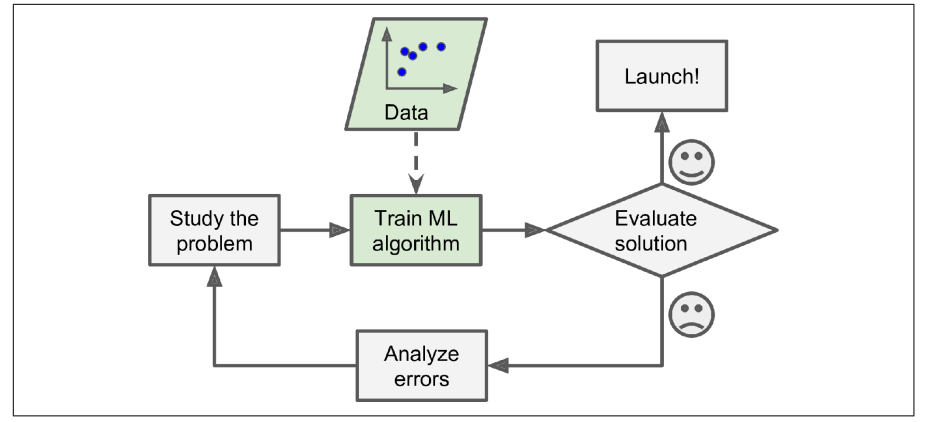 Data
Launch!
Study the
problem
Train ML
algorithm
Evaluate
solution
Analyze
errors